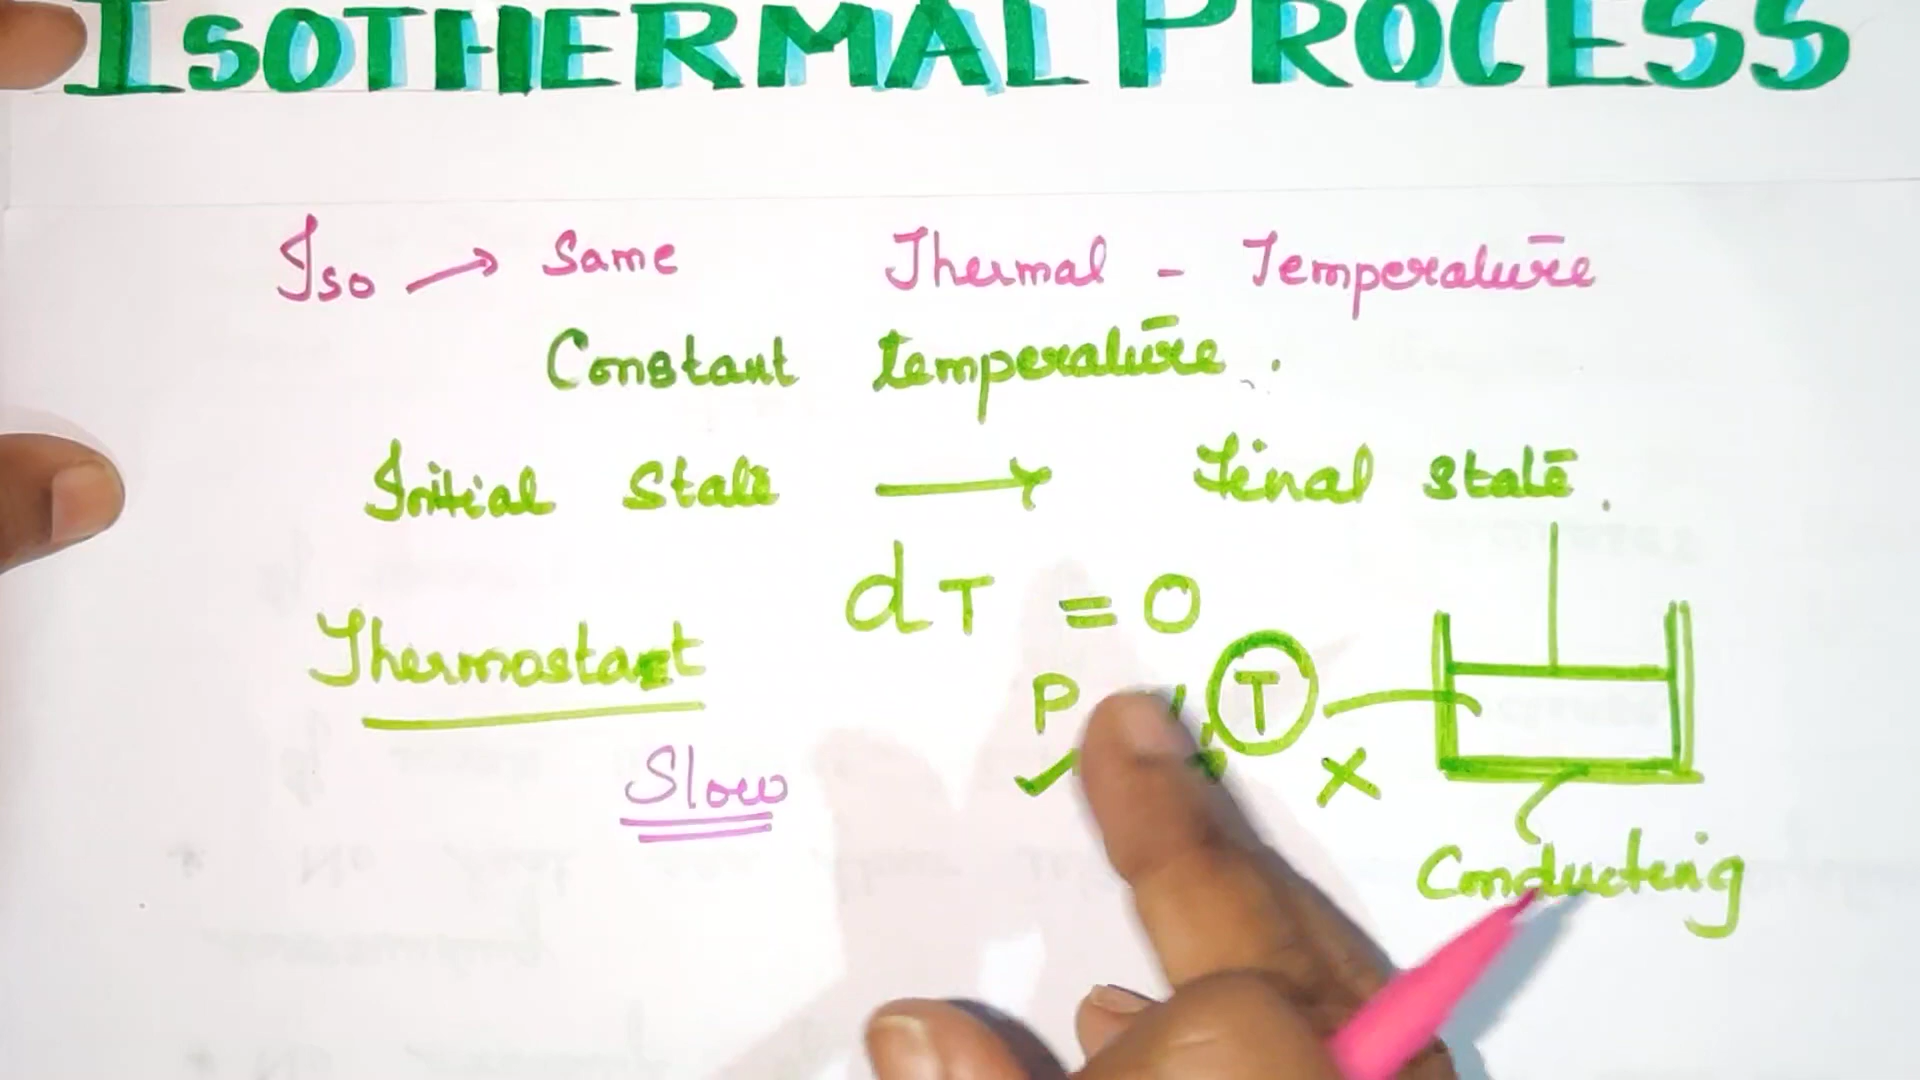 ISOTHERMAL PROCESS
Iso → Same Thermal - Temperature
Constant temperature.
Initial State → Final state.
dT = 0
Thermostat
P T
Slow
X
Conducting